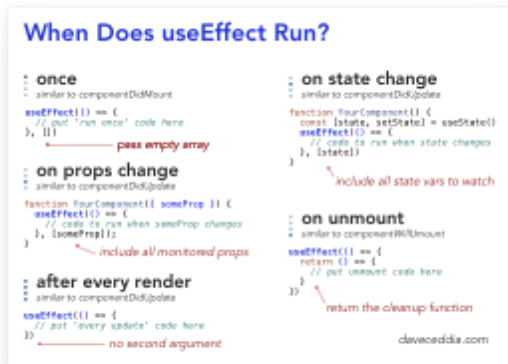 When Does useEffect Run?
once
similar to componentDidMount
useEffect(() => {
// put 'run once' code here
}, [])
pass empty array
on props change
similar to componentDidUpdate
function YourComponent({ someProp }) {
useEffect(() => {
// code to run when someProp changes
}, [someProp]);
}
include all monitored props
after every render
similar to componentDidUpdate
useEffect(() => {
// put 'every update' code here
})
no second argument
on state change
similar to componentDidUpdate
function YourComponent() {
const [state, setState] = useState()
useEffect(() => {
// code to run when state changes
}, [state])
}
include all state vars to watch
on unmount
similar to componentWillUmount
useEffect(() => {
return () => {
// put unmount code here
}
})
return the cleanup function
daveceddia.com